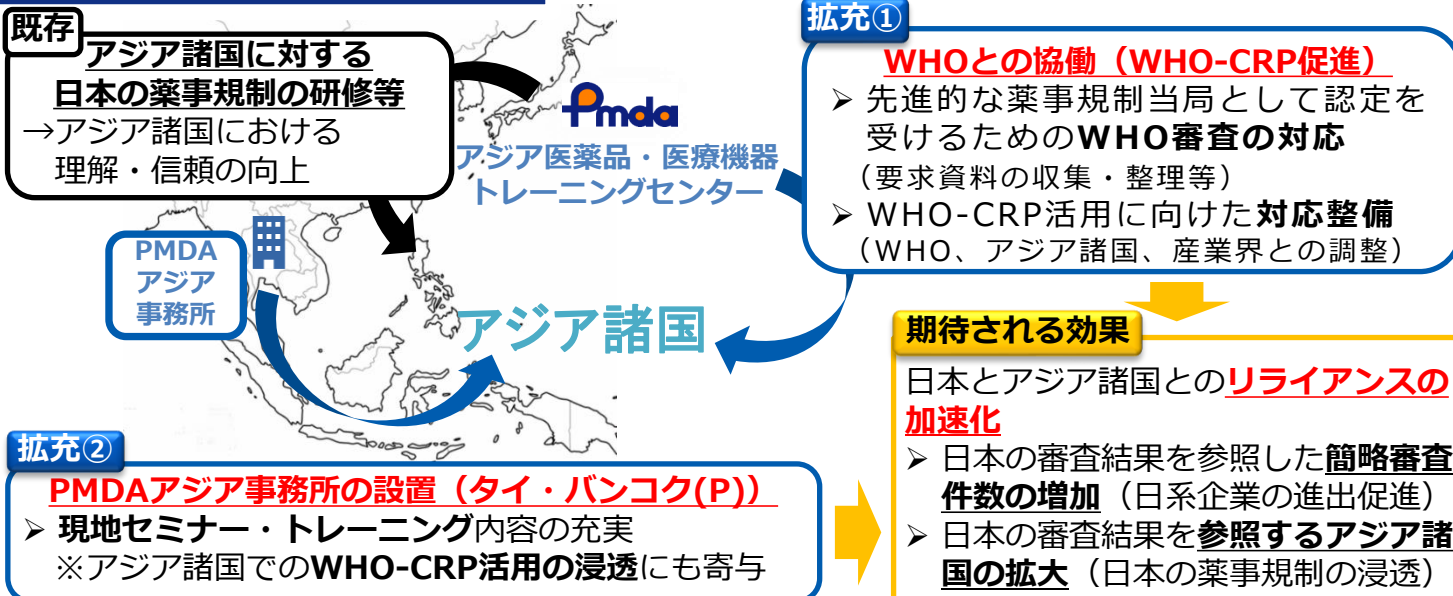 既存
アジア諸国に対する
日本の薬事規制の研修等
→アジア諸国における
理解・信頼の向上
Pmda
アジア医薬品・医療機器
トレーニングセンター
PMDA
アジア
事務所
アジア諸国
拡充①
WHOとの協働（WHO-CRP促進）
➢ 先進的な薬事規制当局として認定を
受けるためのWHO審査の対応
（要求資料の収集・整理等）
➢ WHO-CRP活用に向けた対応整備
（WHO、アジア諸国、産業界との調整）
拡充②
PMDAアジア事務所の設置（タイ・バンコク(P)）
➢ 現地セミナー・トレーニング内容の充実
※アジア諸国でのWHO-CRP活用の浸透にも寄与
期待される効果
日本とアジア諸国とのリライアンスの
加速化
➢ 日本の審査結果を参照した簡略審査
件数の増加（日系企業の進出促進）
➢ 日本の審査結果を参照するアジア諸
国の拡大（日本の薬事規制の浸透）